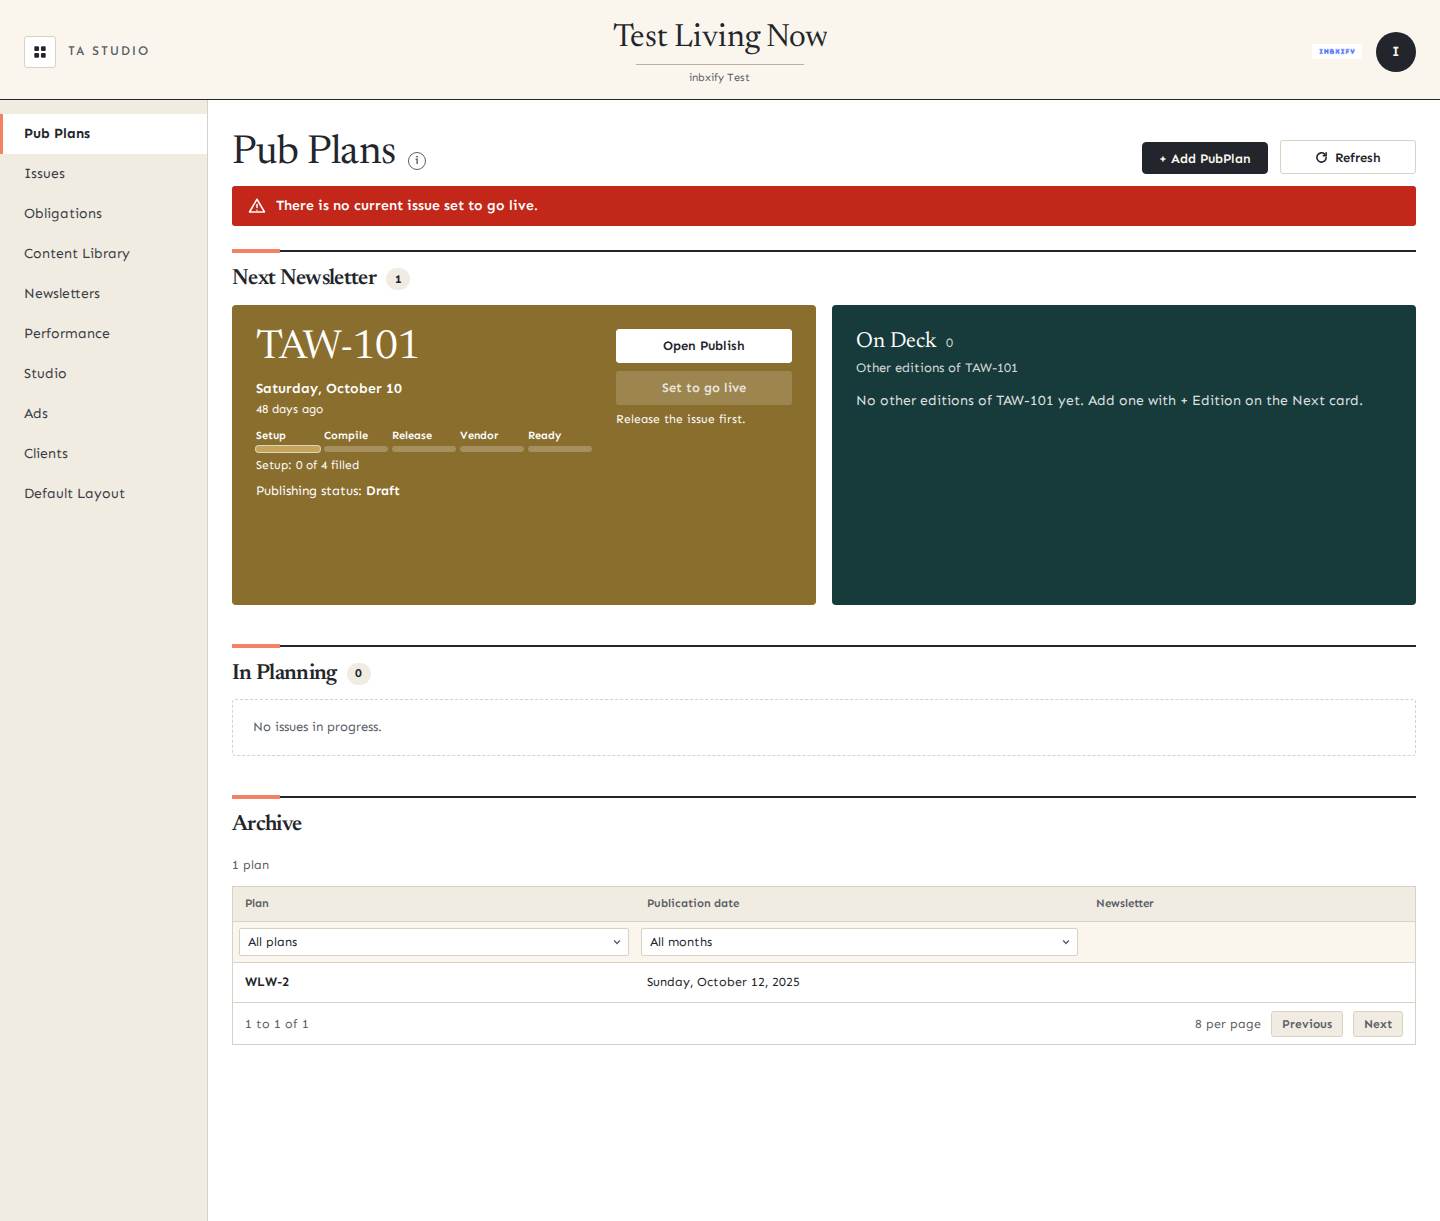 TA STUDIO
Test Living Now
inbxify Test
INBXIFY
I
Pub Plans
Issues
Obligations
Content Library
Newsletters
Performance
Studio
Ads
Clients
Default Layout
Pub Plans
+ Add PubPlan
Refresh
There is no current issue set to go live.
Next Newsletter 1
TAW-101
Saturday, October 10
48 days ago
Setup Compile Release Vendor Ready
Setup: 0 of 4 filled
Publishing status: Draft
Open Publish
Set to go live
Release the issue first.
On Deck 0
Other editions of TAW-101
No other editions of TAW-101 yet. Add one with + Edition on the Next card.
In Planning 0
No issues in progress.
Archive
1 plan
Plan Publication date Newsletter
All plans All months
WLW-2 Sunday, October 12, 2025
1 to 1 of 1 8 per page Previous Next